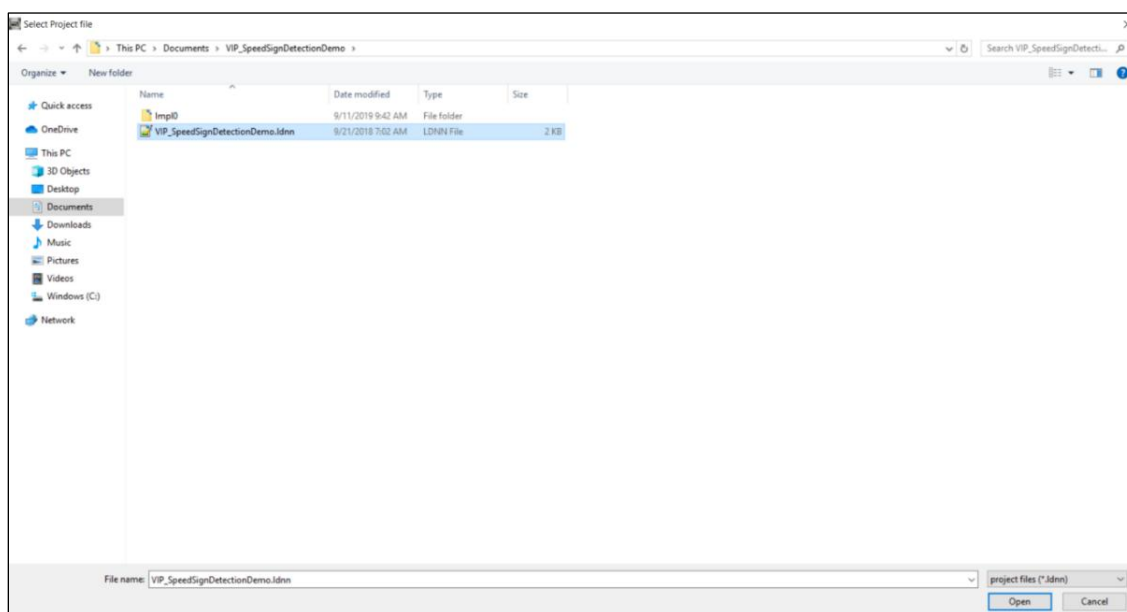 Select Project file
This PC > Documents > VIP_SpeedSignDetectionDemo >
Search VIP_SpeedSignDetecti...
Organize
New folder
Name
Date modified
Type
Size
Quick access
OneDrive
This PC
3D Objects
Desktop
Documents
Downloads
Music
Pictures
Videos
Windows (C:)
Network
Impl0
9/11/2019 9:42 AM
File folder
VIP_SpeedSignDetectionDemo.ldnn
9/21/2018 7:02 AM
LDNN File
2 KB
File name:
VIP_SpeedSignDetectionDemo.ldnn
project files (*.ldnn)
Open
Cancel